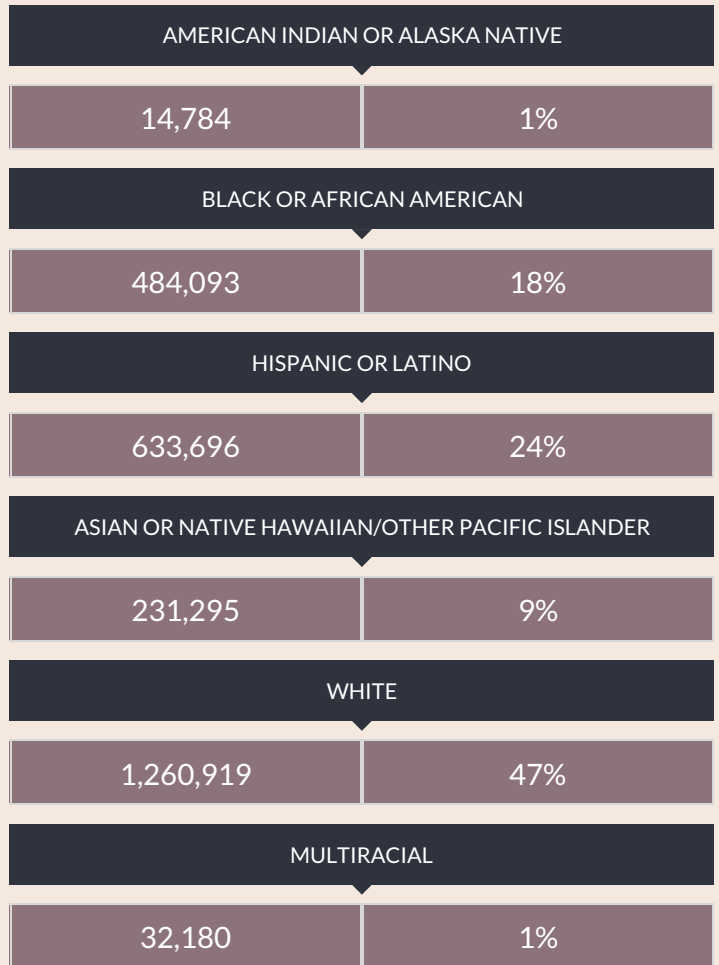 AMERICAN INDIAN OR ALASKA NATIVE
14,784 1%
BLACK OR AFRICAN AMERICAN
484,093 18%
HISPANIC OR LATINO
633,696 24%
ASIAN OR NATIVE HAWAIIAN/OTHER PACIFIC ISLANDER
231,295 9%
WHITE
1,260,919 47%
MULTIRACIAL
32,180 1%